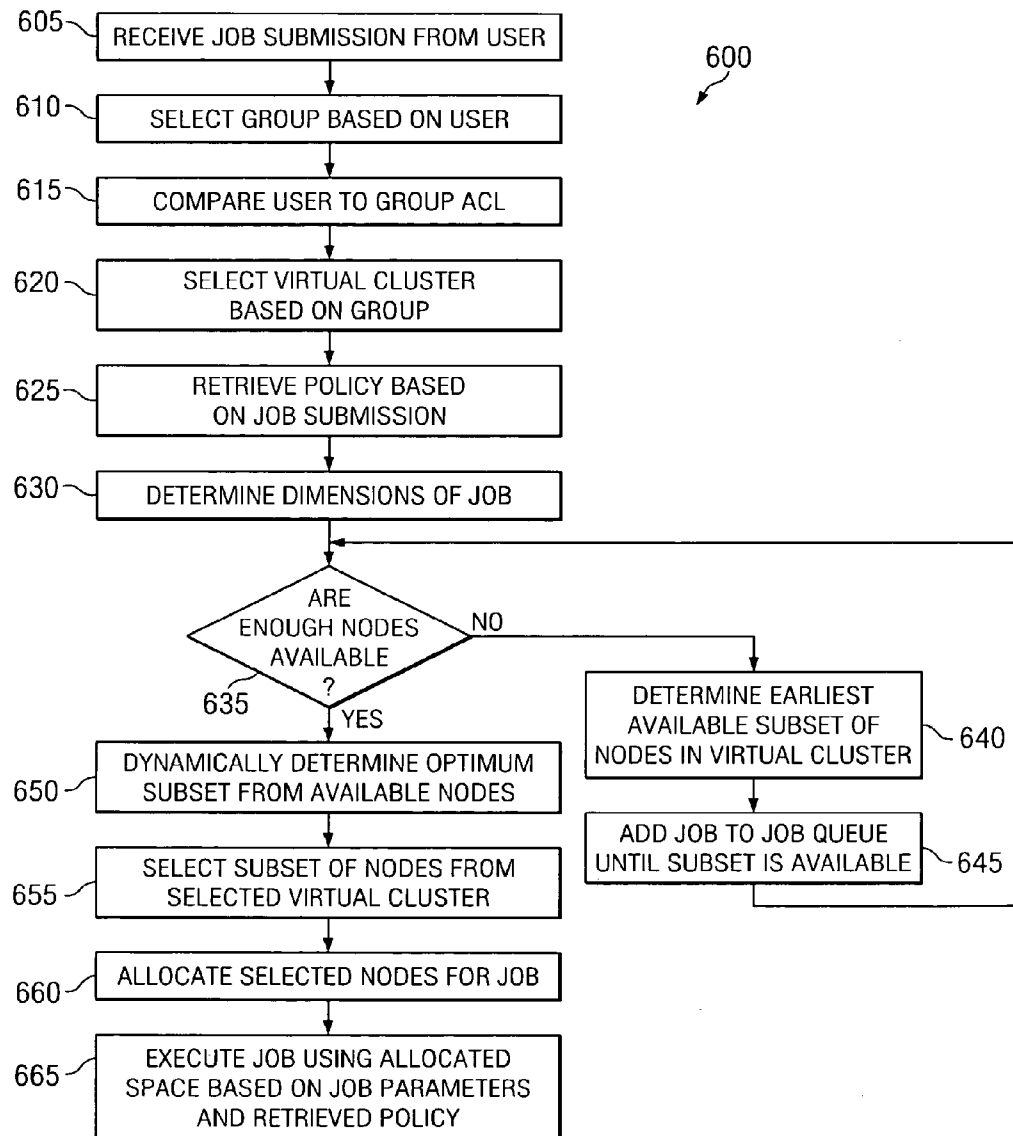 605
RECEIVE JOB SUBMISSION FROM USER
600
610
SELECT GROUP BASED ON USER
615
COMPARE USER TO GROUP ACL
620
SELECT VIRTUAL CLUSTER
BASED ON GROUP
625
RETRIEVE POLICY BASED
ON JOB SUBMISSION
630
DETERMINE DIMENSIONS OF JOB
ARE
ENOUGH NODES
AVAILABLE
?
635
NO
YES
DETERMINE EARLIEST
AVAILABLE SUBSET OF
NODES IN VIRTUAL CLUSTER
640
ADD JOB TO JOB QUEUE
UNTIL SUBSET IS AVAILABLE
645
650
DYNAMICALLY DETERMINE OPTIMUM
SUBSET FROM AVAILABLE NODES
655
SELECT SUBSET OF NODES FROM
SELECTED VIRTUAL CLUSTER
660
ALLOCATE SELECTED NODES FOR JOB
665
EXECUTE JOB USING ALLOCATED
SPACE BASED ON JOB PARAMETERS
AND RETRIEVED POLICY